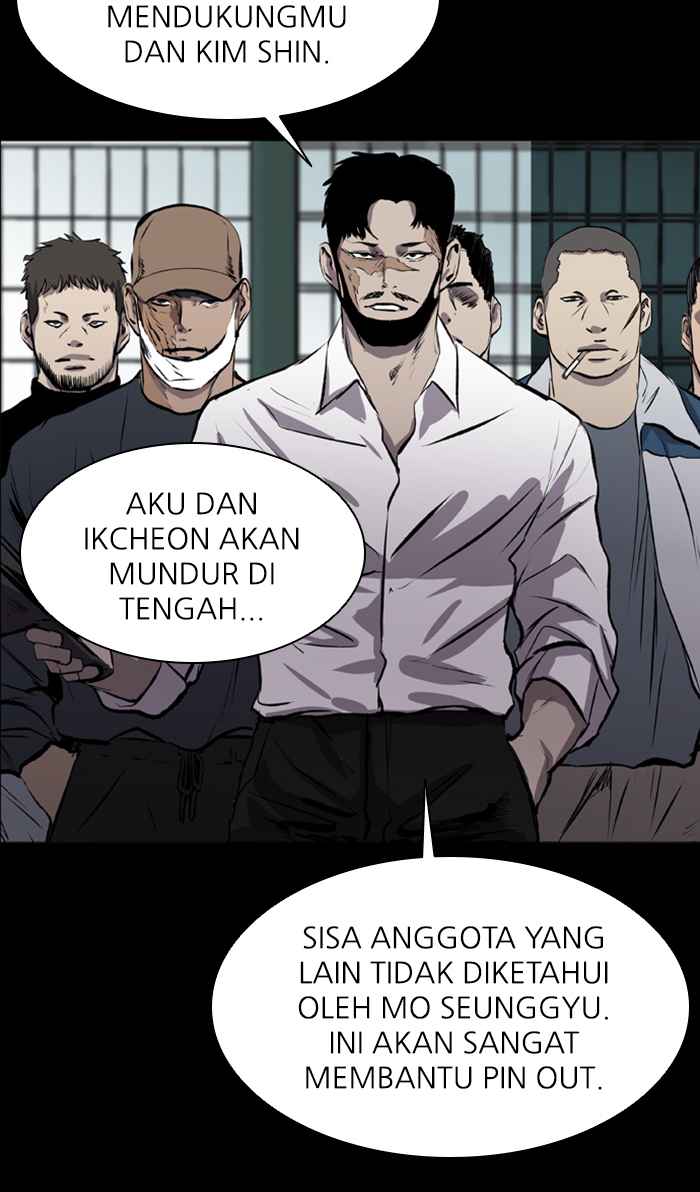 MENDUKUNGMU
DAN KIM SHIN.
AKU DAN
IKCHEON AKAN
MUNDUR DI
TENGAH...
SISA ANGGOTA YANG
LAIN TIDAK DIKETAHUI
OLEH MO SEUNGGYU.
INI AKAN SANGAT
MEMBANTU PIN OUT.